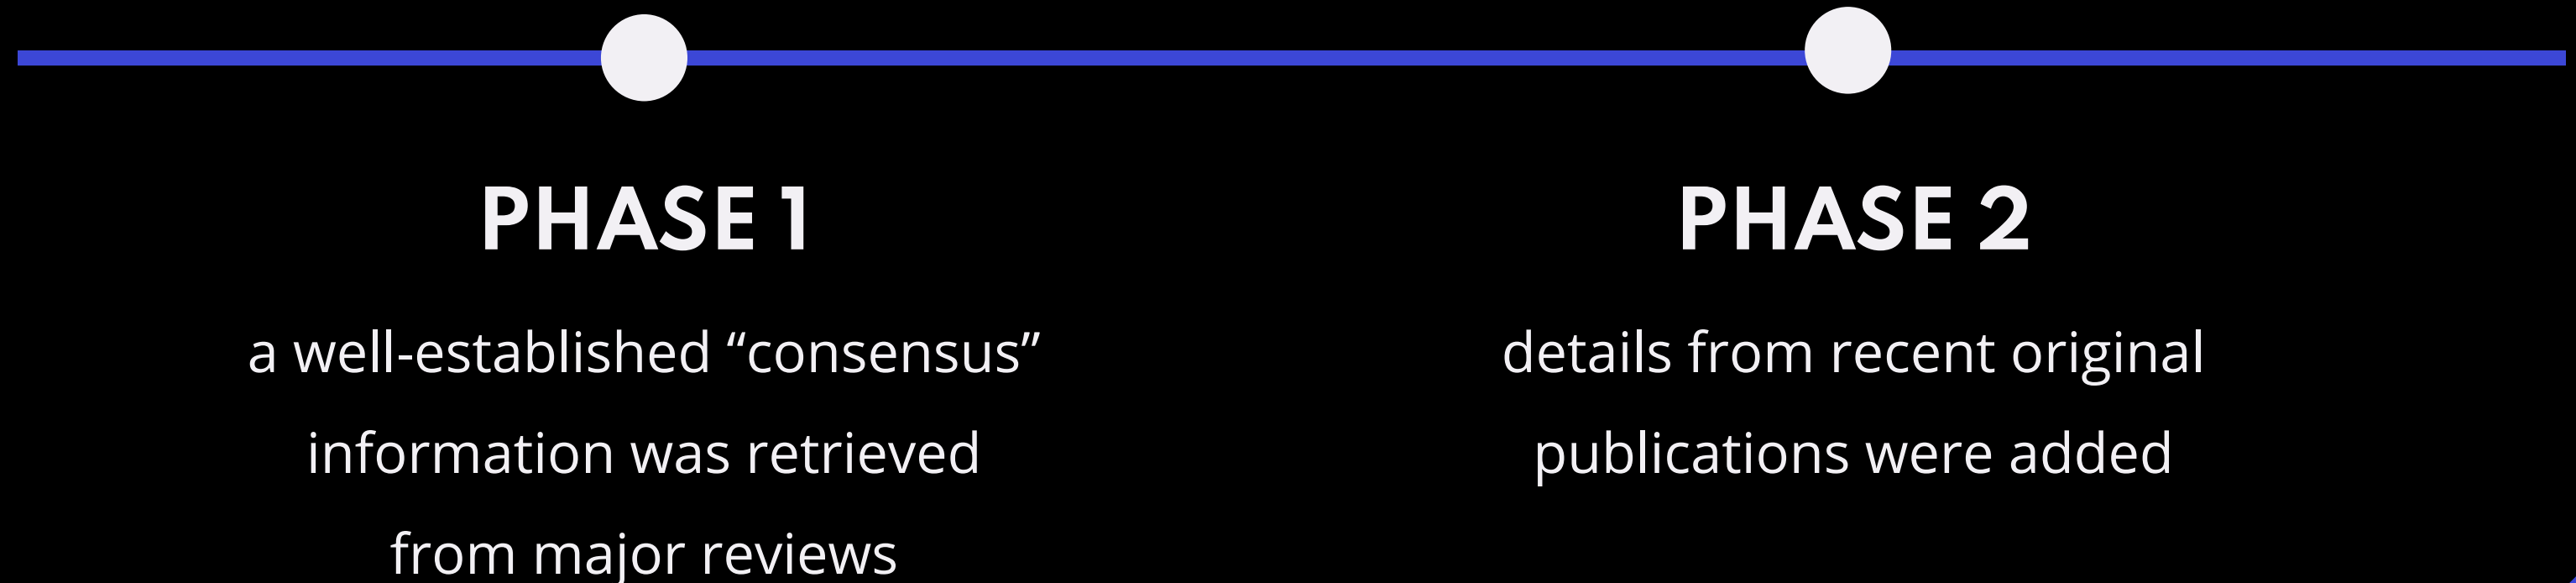 PHASE 1
a well-established “consensus”
information was retrieved
from major reviews
PHASE 2
details from recent original
publications were added